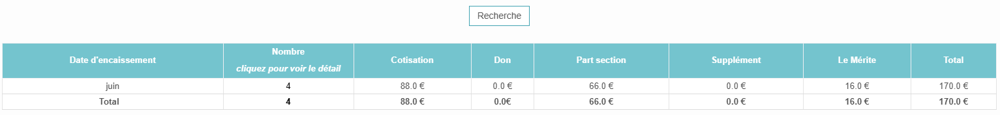 Recherche
Date d'encaissement Nombre cliquez pour voir le détail Cotisation Don Part section Supplément Le Mérite Total
juin 4 88.0 € 0.0 € 66.0 € 0.0 € 16.0 € 170.0 €
Total 4 88.0 € 0.0€ 66.0 € 0.0 € 16.0 € 170.0 €